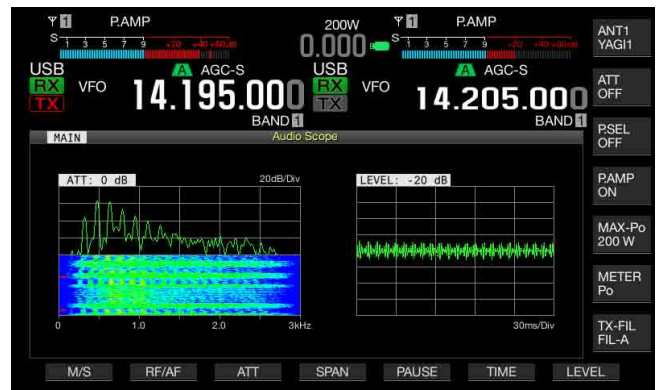 1 P.AMP 200W 1 P.AMP ANT1
YAGI1
S 1 3 5 7 9 +20 +40 +60dB 0.000 S 1 3 5 7 9 +20 +40 +60dB
USB A AGC-S USB A AGC-S ATT
OFF
RX VFO 14.195.000 RX VFO 14.205.000
TX TX
BAND 1 BAND 1 P.SEL
OFF
MAIN Audio Scope
ATT: 0 dB 20dB/Div LEVEL: -20 dB P.AMP
ON
MAX-Po
200 W
METER
Po
0 1.0 2.0 3kHz 30ms/Div TX-FIL
FIL-A
M/S RF/AF ATT SPAN PAUSE TIME LEVEL